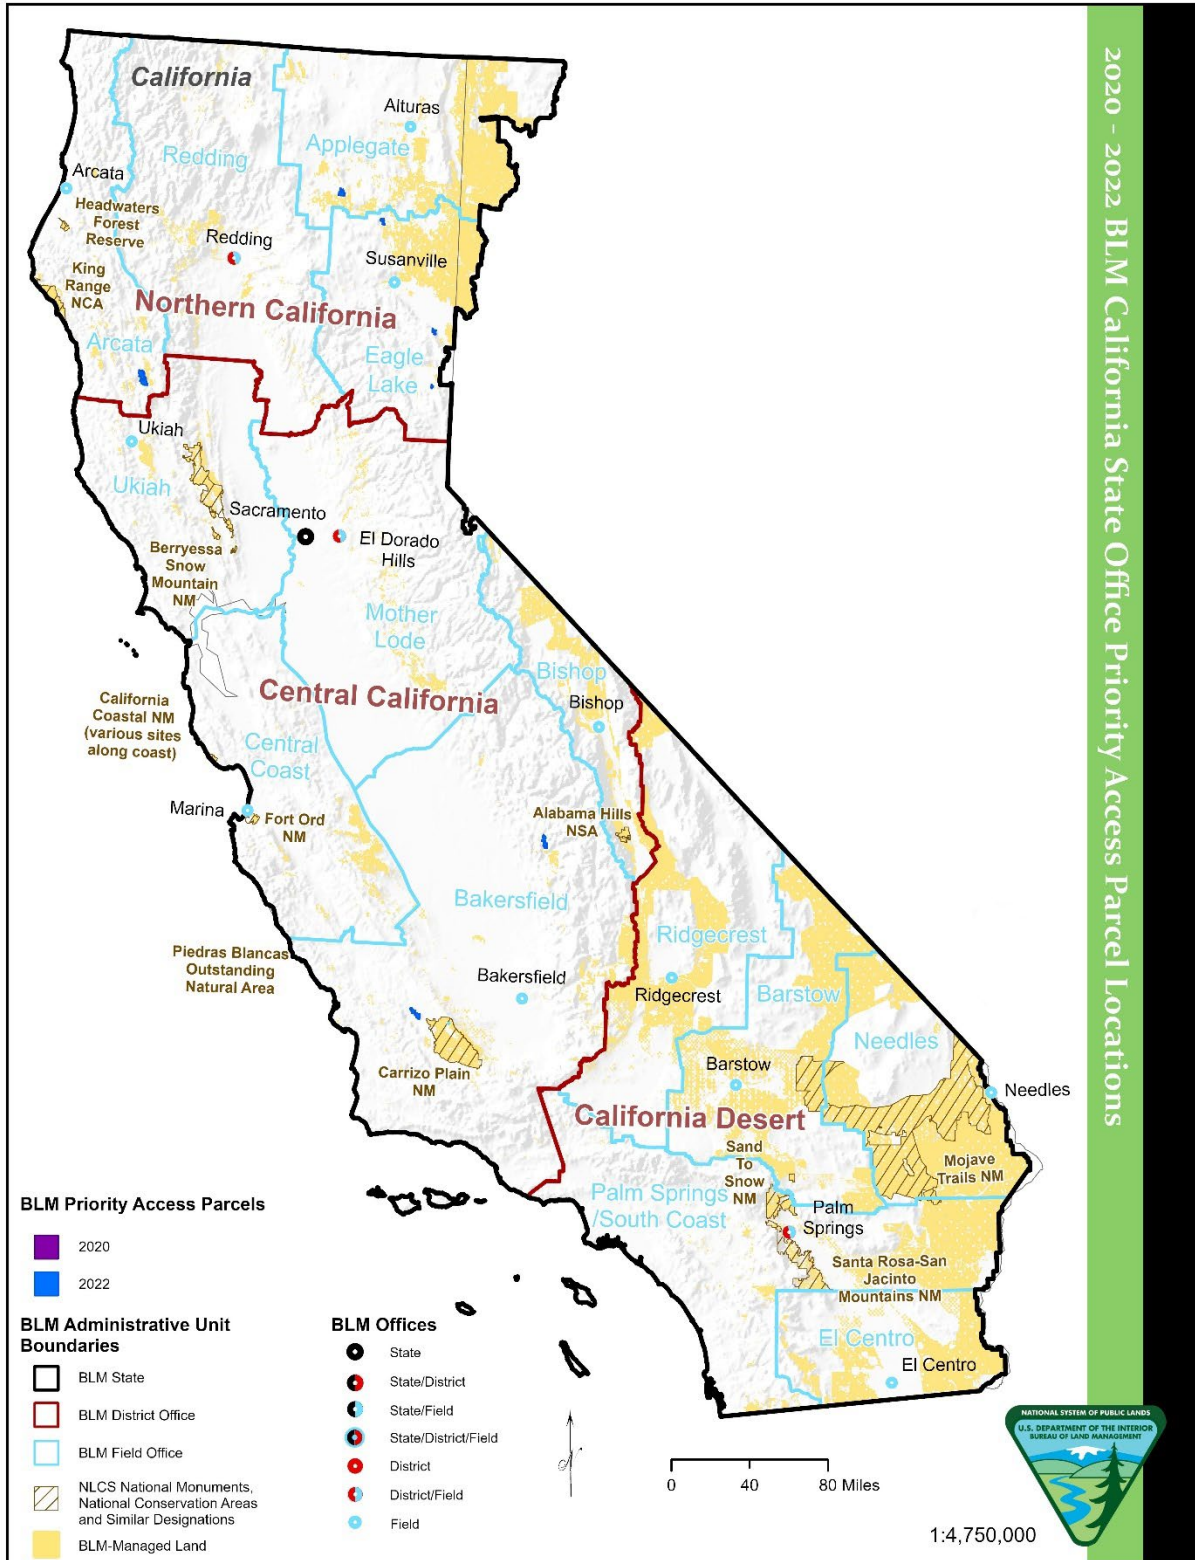 2020 - 2022 BLM California State Office Priority Access Parcel Locations
California
Alturas
Applegate
Redding
Arcata
Headwaters
Forest
Reserve
Redding
Susanville
King
Range
NCA
Northern California
Arcata
Eagle
Lake
Ukiah
Ukiah
Sacramento
El Dorado
Hills
Berryessa
Snow
Mountain
NM
Mother
Lode
Bishop
Central California
Bishop
California
Coastal NM
(various sites
along coast)
Central
Coast
Marina
Fort Ord
NM
Alabama Hills
NSA
Bakersfield
Ridgecrest
Piedras Blancas
Outstanding
Natural Area
Bakersfield
Ridgecrest
Barstow
Needles
Barstow
Carrizo Plain
NM
Needles
California Desert
Sand
To
Snow
NM
Mojave
Trails NM
Palm Springs
/South Coast
Palm
Springs
Santa Rosa-San
Jacinto
Mountains NM
El Centro
El Centro
BLM Priority Access Parcels
2020
2022
BLM Administrative Unit
Boundaries
BLM State
BLM District Office
BLM Field Office
NLCS National Monuments,
National Conservation Areas
and Similar Designations
BLM-Managed Land
BLM Offices
State
State/District
State/Field
State/District/Field
District
District/Field
Field
N
0 40 80 Miles
1:4,750,000
NATIONAL SYSTEM OF PUBLIC LANDS
U.S. DEPARTMENT OF THE INTERIOR
BUREAU OF LAND MANAGEMENT